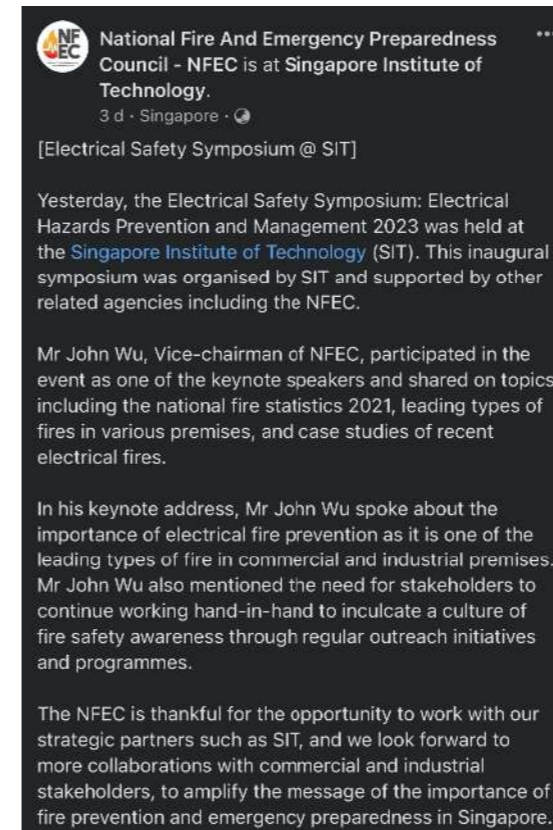 NF
EC
National Fire And Emergency Preparedness
Council - NFEC is at Singapore Institute of
Technology.
3 d · Singapore ·
[Electrical Safety Symposium @ SIT]
Yesterday, the Electrical Safety Symposium: Electrical
Hazards Prevention and Management 2023 was held at
the Singapore Institute of Technology (SIT). This inaugural
symposium was organised by SIT and supported by other
related agencies including the NFEC.
Mr John Wu, Vice-chairman of NFEC, participated in the
event as one of the keynote speakers and shared on topics
including the national fire statistics 2021, leading types of
fires in various premises, and case studies of recent
electrical fires.
In his keynote address, Mr John Wu spoke about the
importance of electrical fire prevention as it is one of the
leading types of fire in commercial and industrial premises.
Mr John Wu also mentioned the need for stakeholders to
continue working hand-in-hand to inculcate a culture of
fire safety awareness through regular outreach initiatives
and programmes.
The NFEC is thankful for the opportunity to work with our
strategic partners such as SIT, and we look forward to
more collaborations with commercial and industrial
stakeholders, to amplify the message of the importance of
fire prevention and emergency preparedness in Singapore.